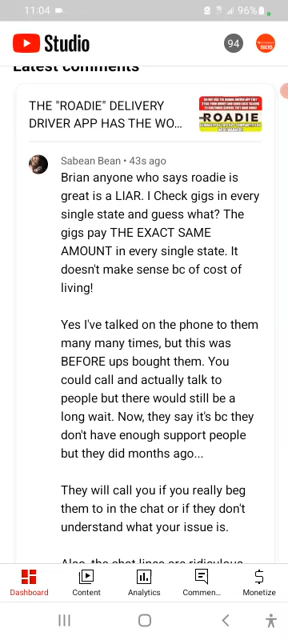 11:04
96%
Studio
94
Latest comments
THE "ROADIE" DELIVERY
DRIVER APP HAS THE WO...
ROADIE
Sabean Bean • 43s ago
Brian anyone who says roadie is
great is a LIAR. I Check gigs in every
single state and guess what? The
gigs pay THE EXACT SAME
AMOUNT in every single state. It
doesn't make sense bc of cost of
living!
Yes I've talked on the phone to them
many many times, but this was
BEFORE ups bought them. You
could call and actually talk to
people but there would still be a
long wait. Now, they say it's bc they
don't have enough support people
but they did months ago...
They will call you if you really beg
them to in the chat or if they don't
understand what your issue is.
Also, the chat lines are ridiculous
Dashboard
Content
Analytics
Commen...
Monetize